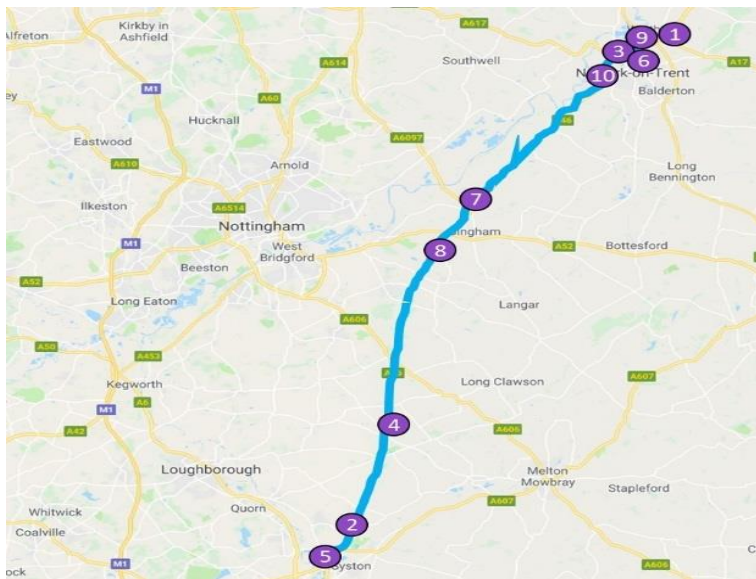 Kirkby in
Ashfield
Alfreton
A617
Southwell
9
1
3
6
10
A17
Balderton
M1
A614
A60
Hucknall
A6097
46
Eastwood
A610
Arnold
Long
Bennington
Ilkeston
A6514
7
Nottingham
M1
West
Bridgford
8
A52
Bottesford
Beeston
A52
Long Eaton
Langar
A606
A50
A453
A607
Kegworth
Long Clawson
M1
A6
A42
4
A606
Loughborough
Melton
Mowbray
Stapleford
Quorn
A607
Whitwick
Coalville
2
5
A606